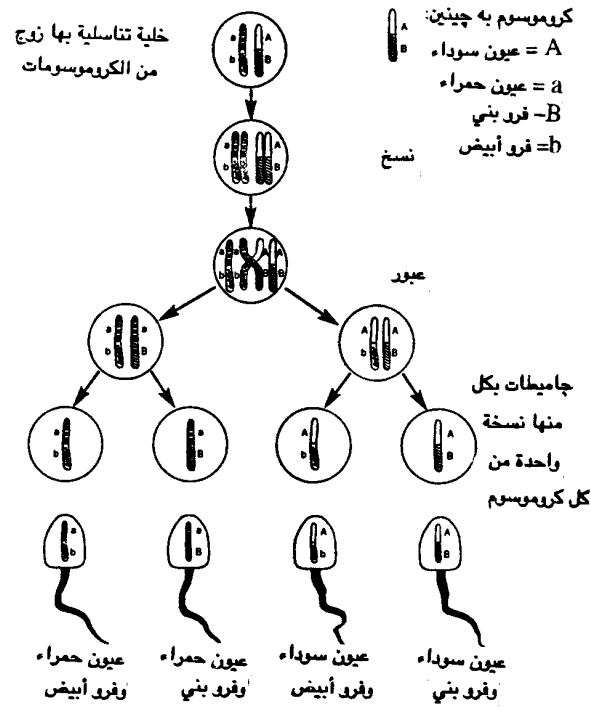 كروموسوم به چينين:
A = عيون سوداء
a = عيون حمراء
B– فرو بني
b= فرو أبيض
A
B
خلية تناسلية بها زوج
من الكروموسومات
a A
b B
نسخ
a A
b B
عبور
a a A A
b b B B
a a
b B
A A
b B
جاميطات بكل
منها نسخة
واحدة من
كل كروموسوم
a
b
a
B
A
b
A
B
a
b
a
B
A
b
A
B
عيون سوداء
وفرو بني
عيون سوداء
وفرو أبيض
عيون حمراء
وفرو بني
عيون حمراء
وفرو أبيض